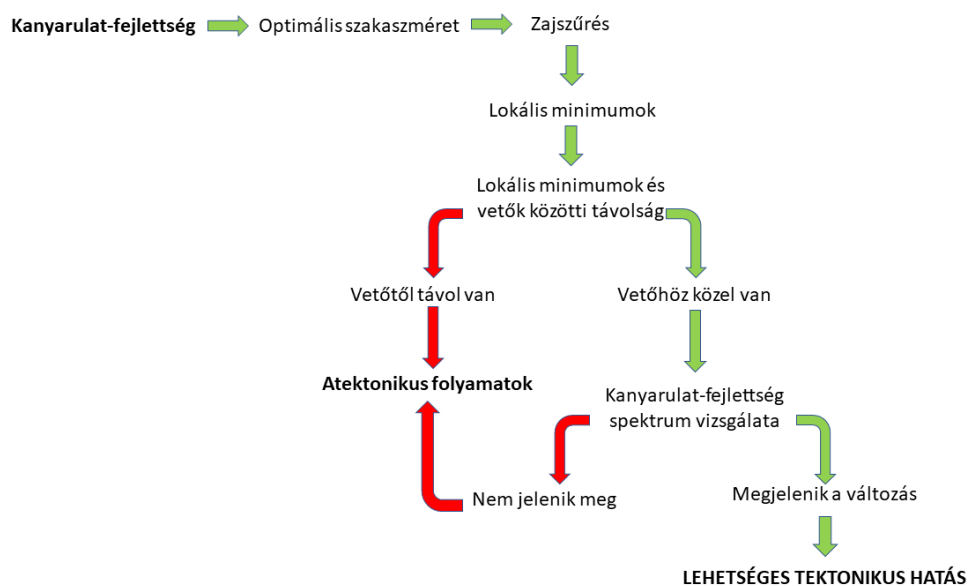 Kanyarulat-fejlettség
Optimális szakaszméret
Zajszűrés
Lokális minimumok
Lokális minimumok és
vetők közötti távolság
Vetőtől távol van
Vetőhöz közel van
Atektonikus folyamatok
Kanyarulat-fejlettség
spektrum vizsgálata
Nem jelenik meg
Megjelenik a változás
LEHETSÉGES TEKTONIKUS HATÁS